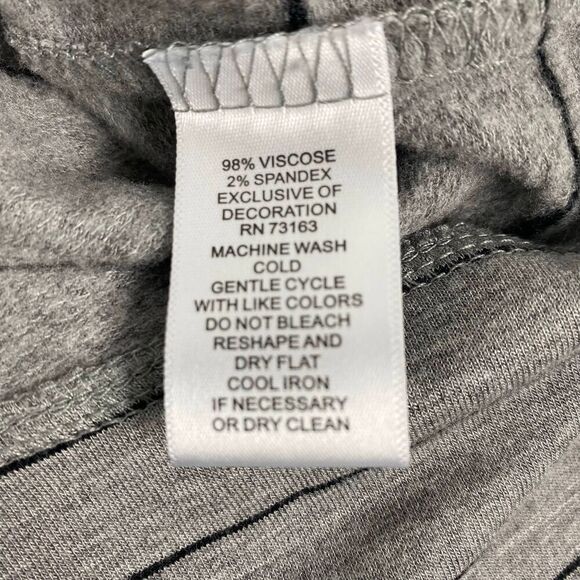 98% VISCOSE
2% SPANDEX
EXCLUSIVE OF
DECORATION
RN 73163
MACHINE WASH
COLD
GENTLE CYCLE
WITH LIKE COLORS
DO NOT BLEACH
RESHAPE AND
DRY FLAT
COOL IRON
IF NECESSARY
OR DRY CLEAN